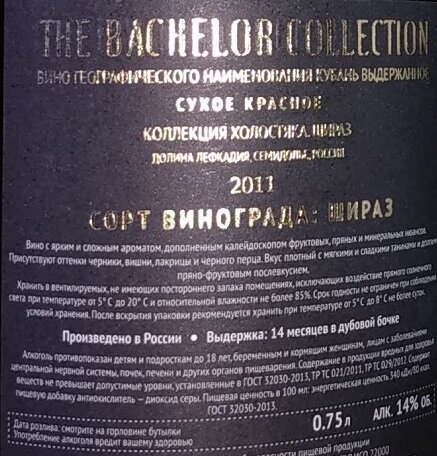 THE BACHELOR COLLECTION
ВИНО ГЕОГРАФИЧЕСКОГО НАИМЕНОВАНИЯ КУБАНЬ ВЫДЕРЖАННОЕ
СУХОЕ КРАСНОЕ
КОЛЛЕКЦИЯ ХОЛОСТЯКА. ШИРАЗ
ДОЛИНА ЛЕФКАДИЯ, СЕМИДОЛЬЕ, РОССИЯ
2011
СОРТ ВИНОГРАДА: ШИРАЗ
Вино с ярким и сложным ароматом, дополненным калейдоскопом фруктовых, пряных и минеральных нюансов.
Присутствуют оттенки черники, вишни, лакрицы и черного перца. Вкус плотный с мягкими и сладкими танинами и
пряно-фруктовым послевкусием.
Хранить в вентилируемых, не имеющих постороннего запаха помещениях, исключающих воздействие прямого солнечного
света при температуре от 5° С до 20° С и относительной влажности не более 85%. Срок годности не ограничен при соблюдении
условий хранения. После вскрытия упаковки рекомендуется хранить при температуре от 5° С до 8° С не более суток.
Произведено в России • Выдержка: 14 месяцев в дубовой бочке
Алкоголь противопоказан детям и подросткам до 18 лет, беременным и кормящим женщинам, лицам с заболеваниями
центральной нервной системы, почек, печени и других органов пищеварения. Содержание в продукции вредных для здоровья
веществ не превышает допустимые уровни, установленные в ГОСТ 32030-2013, ТР ТС 021/2011, ТР ТС 029/2012. Содержит
пищевую добавку антиокислитель — диоксид серы. Пищевая ценность в 100 мл: энергетическая ценность 340 кДж/80 ккал.
ГОСТ 32030-2013.
0.75л АЛК. 14% об.
Дата розлива: смотрите на горловине бутылки
Употребление алкоголя вредит вашему здоровью
пищевой продукции
22000